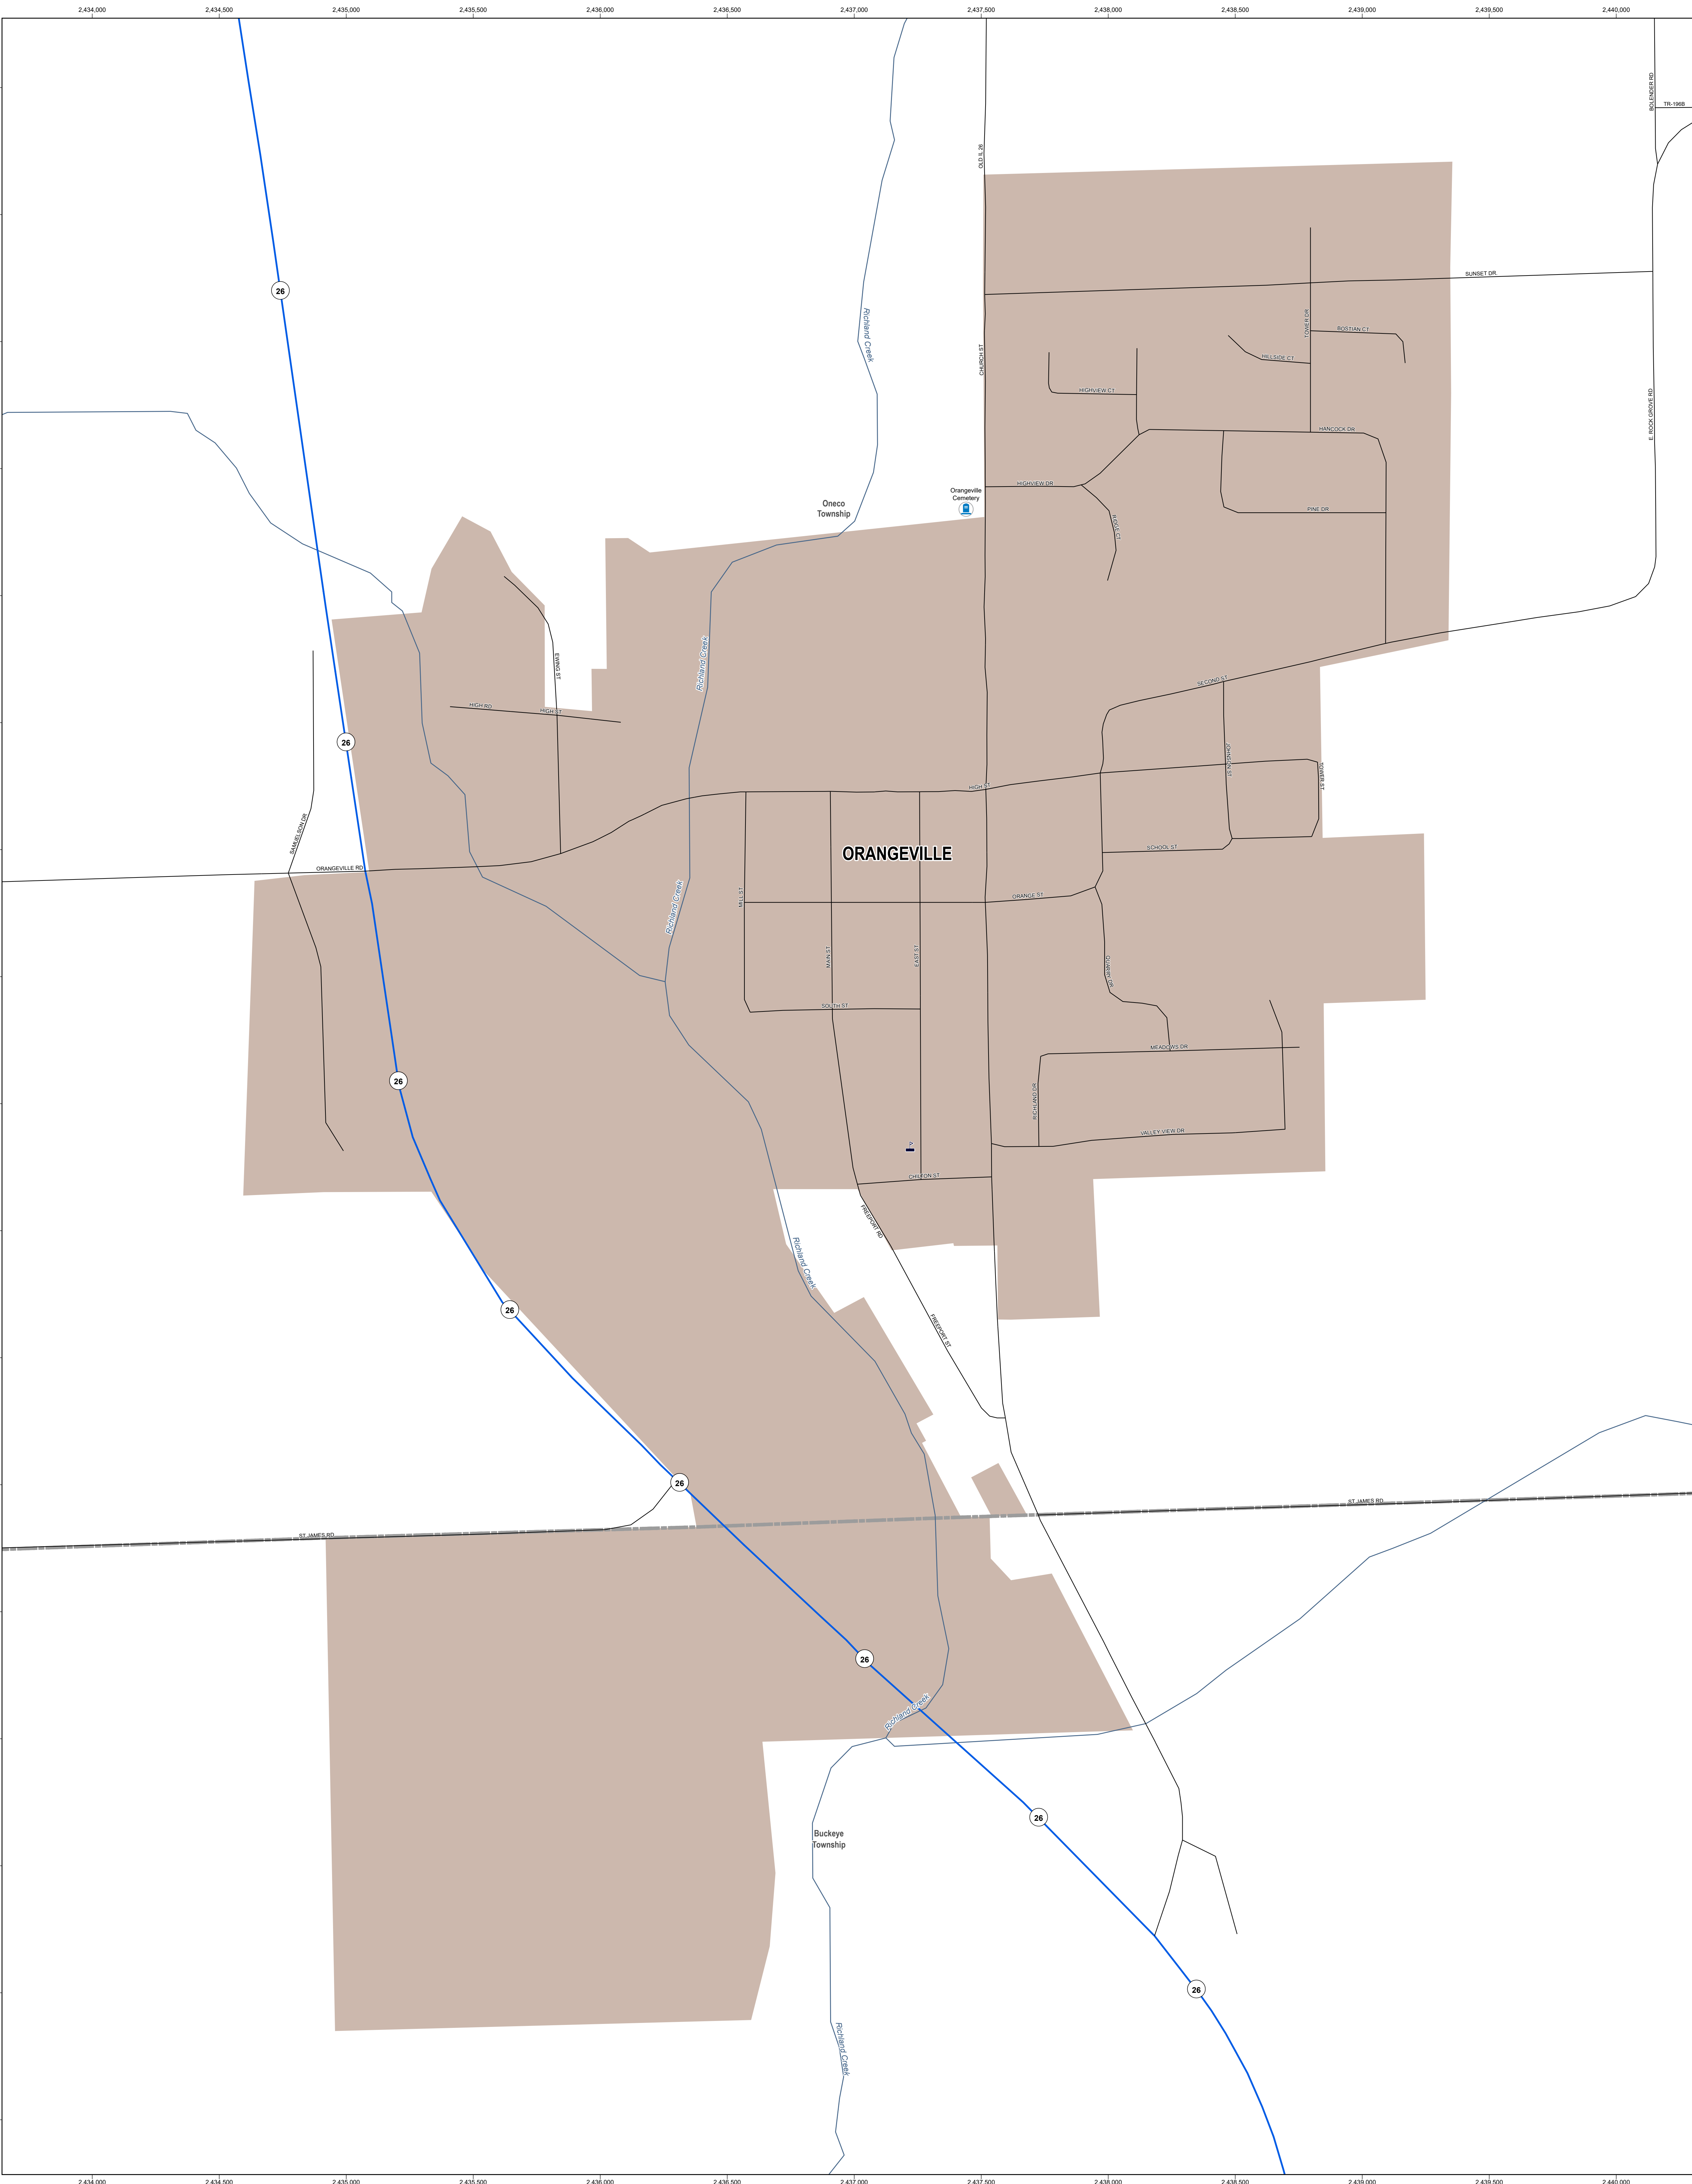 2,434,000
2,434,500
2,435,000
2,435,500
2,436,000
2,436,500
2,437,000
2,437,500
2,438,000
2,438,500
2,439,000
2,439,500
2,440,000
BOLENDER RD
TR-196B
OLD IL 26
26
SUNSET DR.
Richland Creek
CHURCH ST
TOWER DR
BOSTIAN CT
HILLSIDE CT
HIGHVIEW CT
E. ROCK GROVE RD
HANCOCK DR
HIGHVIEW DR
Orangeville
Cemetery
Oneco
Township
RIDGE CT
PINE DR
EWING ST
Richland Creek
SECOND ST
HIGH RD
HIGH ST
26
JOHNSON ST
TOWER ST
HIGH ST
SAMUELSON DR
ORANGEVILLE
SCHOOL ST
ORANGEVILLE RD
MILL ST
Richland Creek
ORANGE ST
MAIN ST
EAST ST
QUARRY DR
SOUTH ST
MEADOWS DR
26
RICHLAND DR
VALLEY VIEW DR
CHILTON ST
FREEPORT RD
Richland Creek
26
FREEPORT ST
26
ST JAMES RD
ST JAMES RD
26
Richland Creek
26
Buckeye
Township
26
Richland Creek
2,434,000
2,434,500
2,435,000
2,435,500
2,436,000
2,436,500
2,437,000
2,437,500
2,438,000
2,438,500
2,439,000
2,439,500
2,440,000